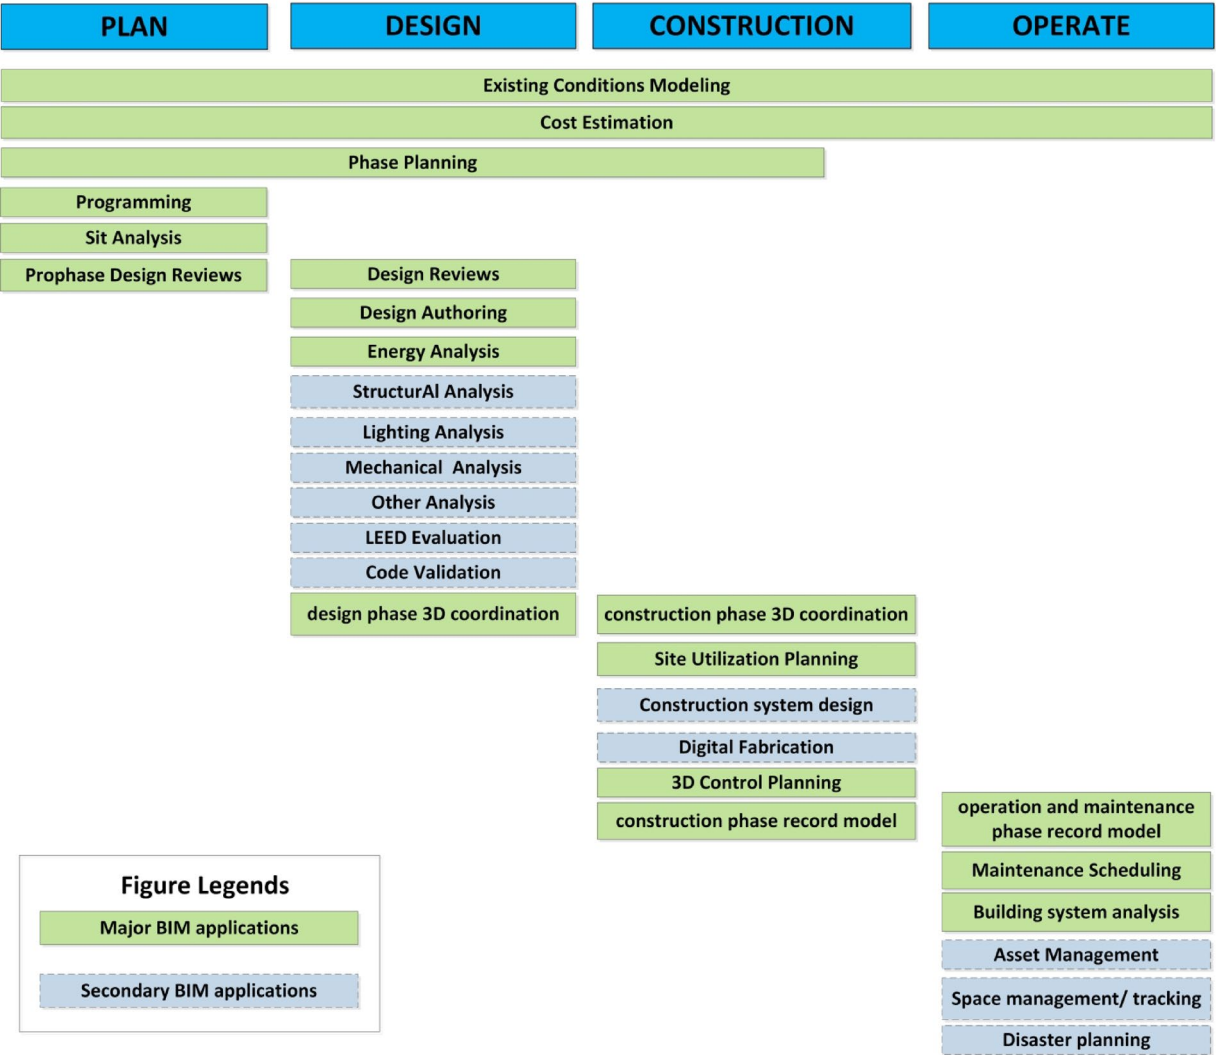 PLAN
DESIGN
CONSTRUCTION
OPERATE
Existing Conditions Modeling
Cost Estimation
Phase Planning
Programming
Sit Analysis
Prophase Design Reviews
Design Reviews
Design Authoring
Energy Analysis
StructurAl Analysis
Lighting Analysis
Mechanical  Analysis
Other Analysis
LEED Evaluation
Code Validation
design phase 3D coordination
construction phase 3D coordination
Site Utilization Planning
Construction system design
Digital Fabrication
3D Control Planning
construction phase record model
operation and maintenance
phase record model
Maintenance Scheduling
Building system analysis
Asset Management
Space management/ tracking
Disaster planning
Figure Legends
Major BIM applications
Secondary BIM applications